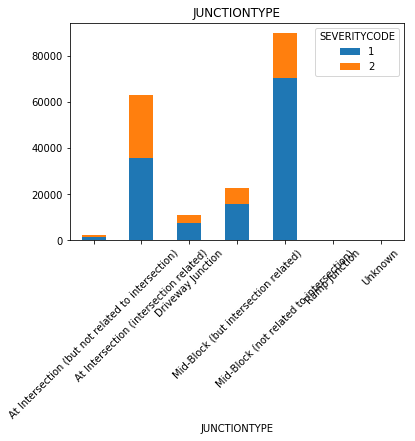 JUNCTIONTYPE
SEVERITYCODE
1
2
80000
60000
40000
20000
0
At Intersection (but not related to intersection)
At Intersection (intersection related)
Driveway Junction
Mid-Block (but intersection related)
Mid-Block (not related to intersection)
Ramp Junction
Unknown
JUNCTIONTYPE